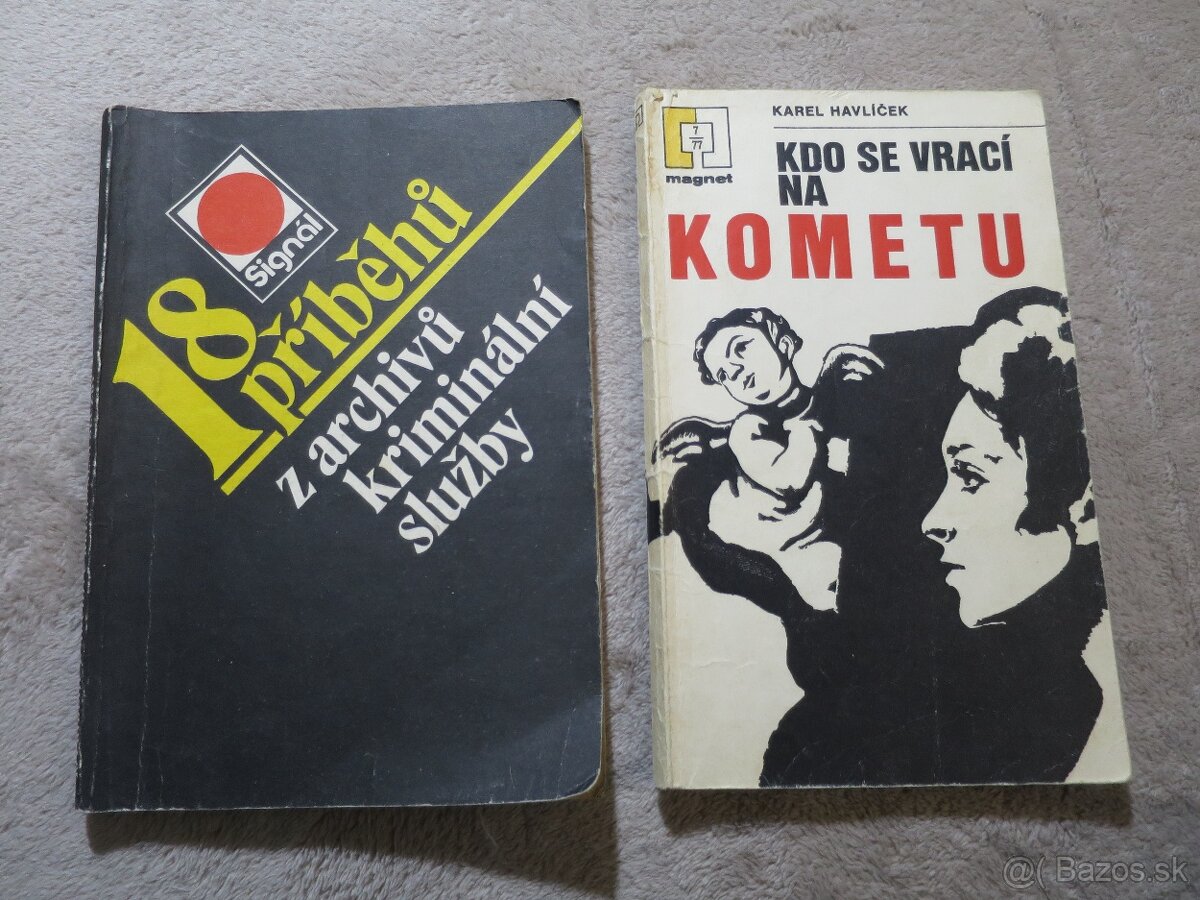 Signál
18
příběhů
z archivů
kriminální
služby
7
77
magnet
KAREL HAVLÍČEK
KDO SE VRACÍ
NA
KOMETU
@( Bazos.sk